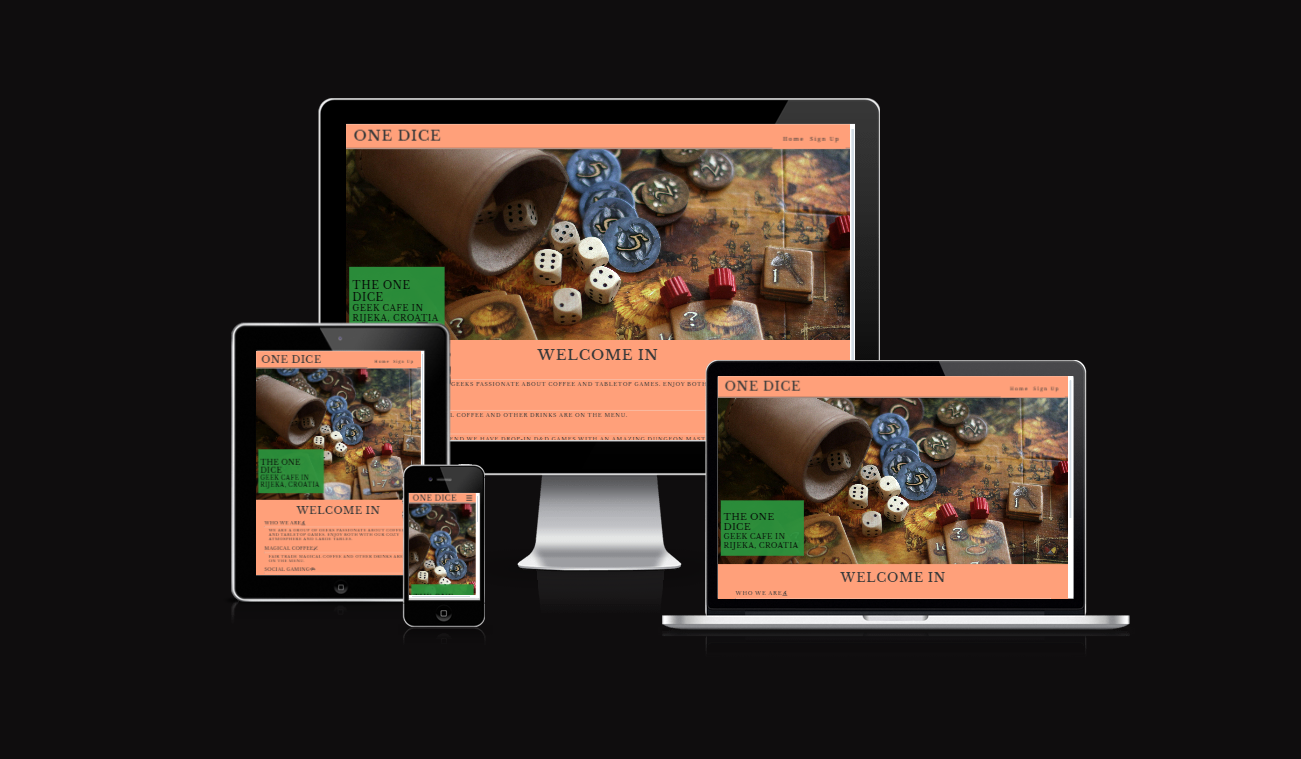 ONE DICE
Home Sign Up
THE ONE
DICE
GEEK CAFE IN
RIJEKA, CROATIA
WELCOME IN
GEEKS PASSIONATE ABOUT COFFEE AND TABLETOP GAMES. ENJOY BOTH
COFFEE AND OTHER DRINKS ARE ON THE MENU.
WE HAVE DROP-IN D&D GAMES WITH AN AMAZING DUNGEON
ONE DICE
Home Sign Up
THE ONE
DICE
GEEK CAFE IN
RIJEKA, CROATIA
WELCOME IN
WHO WE ARE
WE ARE A GROUP OF GEEKS PASSIONATE ABOUT
AND TABLETOP GAMES. ENJOY BOTH WITH OUR COZY
ATMOSPHERE AND LARGE TABLES.
MAGICAL COFFEE
FAIR TRADE MAGICAL COFFEE AND OTHER DRINKS ARE
ON THE MENU.
SOCIAL GAMING
ONE DICE
ONE DICE
Home Sign Up
1
?
THE ONE
DICE
GEEK CAFE IN
RIJEKA, CROATIA
WELCOME IN
WHO WE ARE